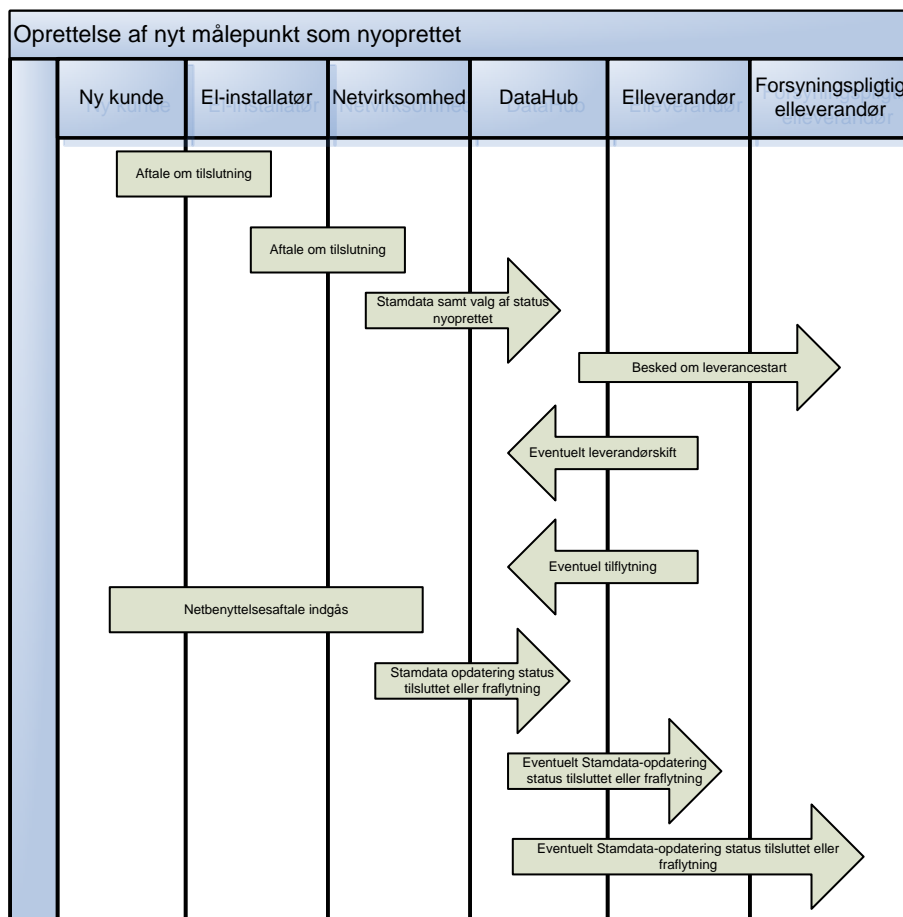 Oprettelse af nyt målepunkt som nyoprettet
Ny kunde
El-installatør
Netvirksomhed
DataHub
Elleverandør
Forsyningspligtig
elleverandør
Aftale om tilslutning
Aftale om tilslutning
Stamdata samt valg af status
nyoprettet
Besked om leverancestart
Eventuelt leverandørskift
Eventuel tilflytning
Netbenyttelsesaftale indgås
Stamdata opdatering status
tilsluttet eller fraflytning
Eventuelt Stamdata-opdatering
status tilsluttet eller fraflytning
Eventuelt Stamdata-opdatering status tilsluttet eller
fraflytning